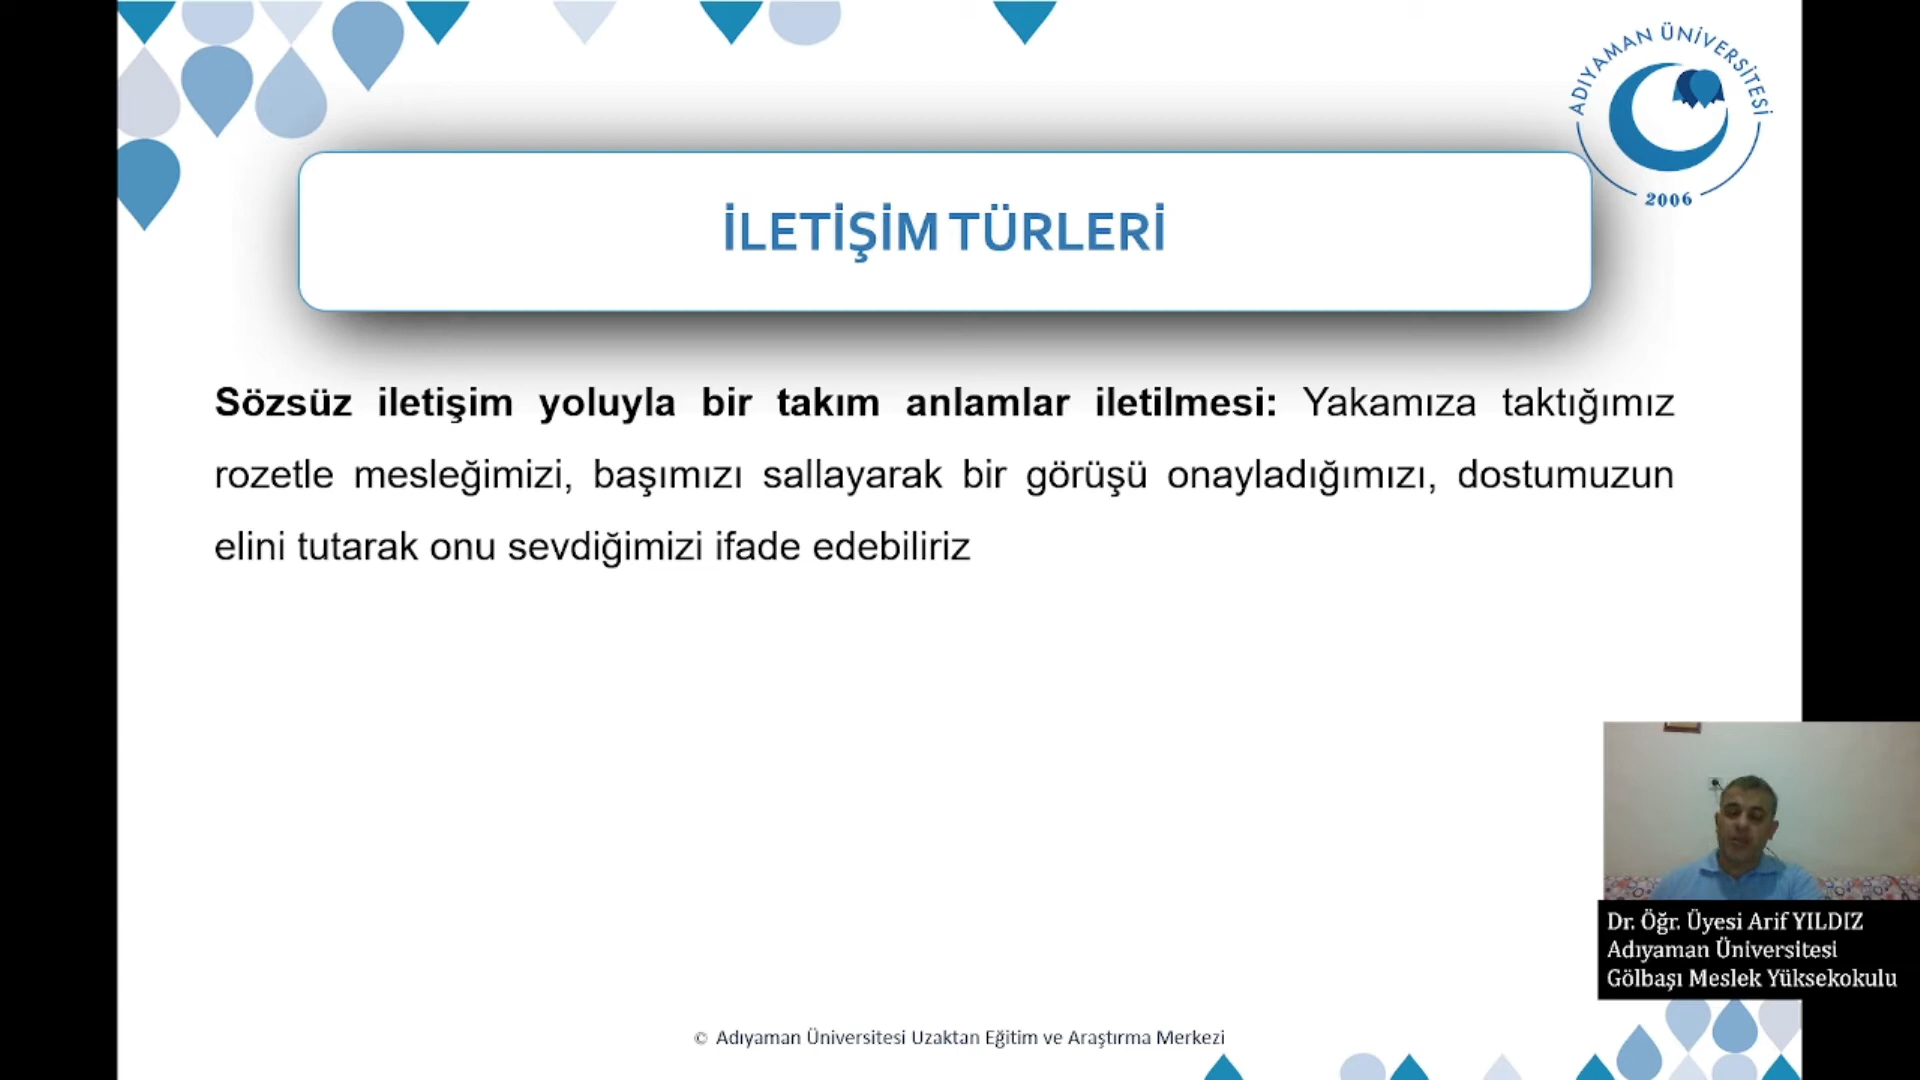 ADIYAMAN ÜNİVERSİTESİ
2006
İLETİŞİM TÜRLERİ
Sözsüz iletişim yoluyla bir takım anlamlar iletilmesi: Yakamıza taktığımız
rozetle mesleğimizi, başımızı sallayarak bir görüşü onayladığımızı, dostumuzun
elini tutarak onu sevdiğimizi ifade edebiliriz
Dr. Öğr. Üyesi Arif YILDIZ
Adıyaman Üniversitesi
Gölbaşı Meslek Yüksekokulu
© Adıyaman Üniversitesi Uzaktan Eğitim ve Araştırma Merkezi